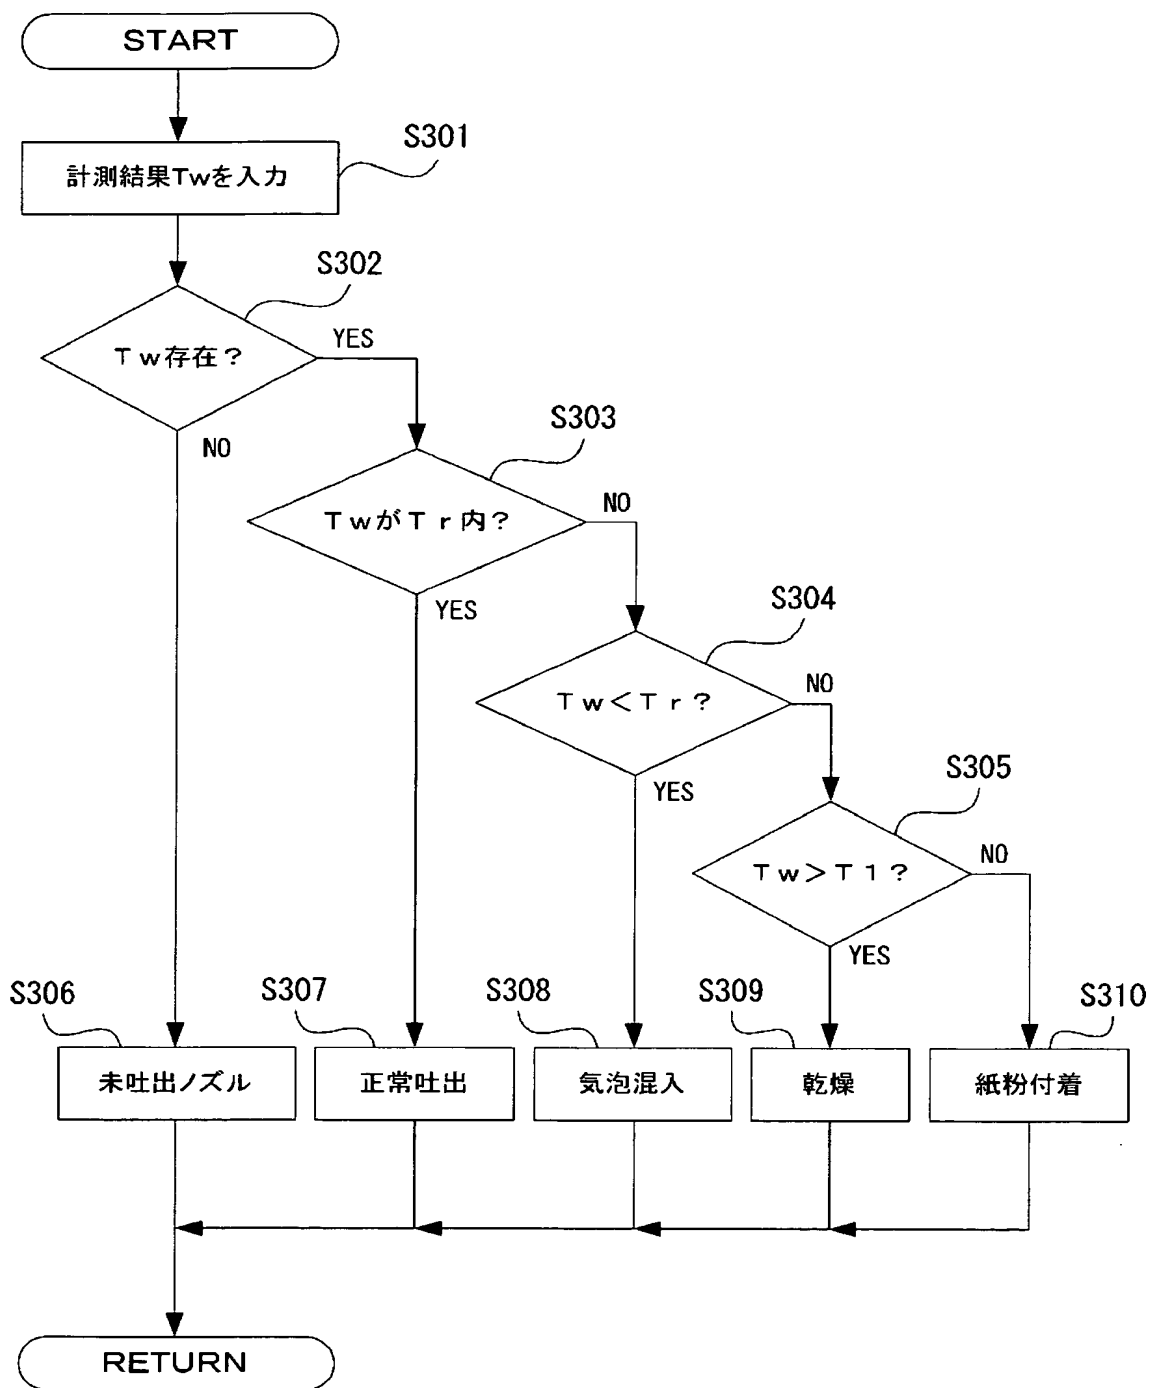 START
S301
計測結果Twを入力
S302
Tw存在?
YES
NO
S303
TwがTr内?
NO
YES
S304
Tw<Tr?
NO
YES
S305
Tw>T1?
NO
YES
S306
未吐出ノズル
S307
正常吐出
S308
気泡混入
S309
乾燥
S310
紙粉付着
RETURN